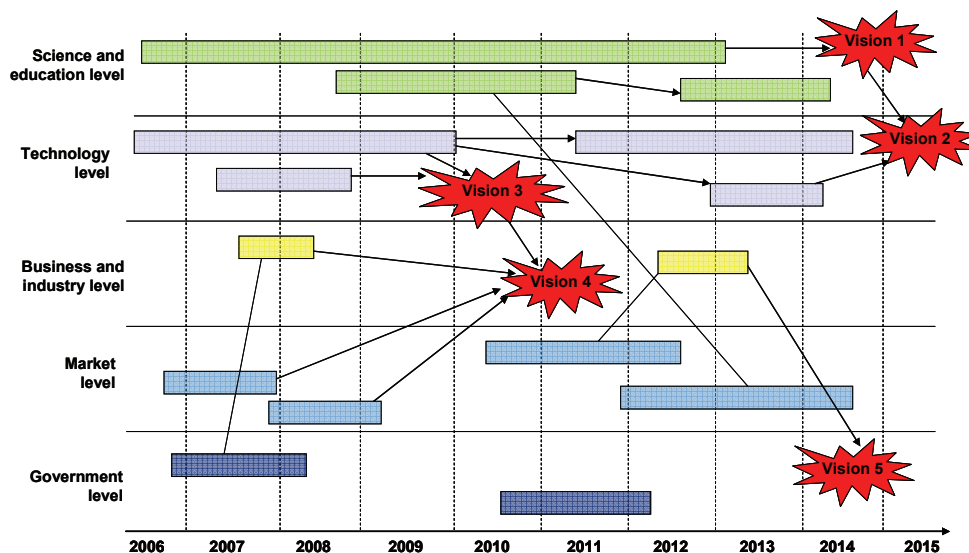 Science and
education level
Vision 1
Technology
level
Vision 2
Vision 3
Business and
industry level
Vision 4
Market
level
Government
level
Vision 5
2006 2007 2008 2009 2010 2011 2012 2013 2014 2015